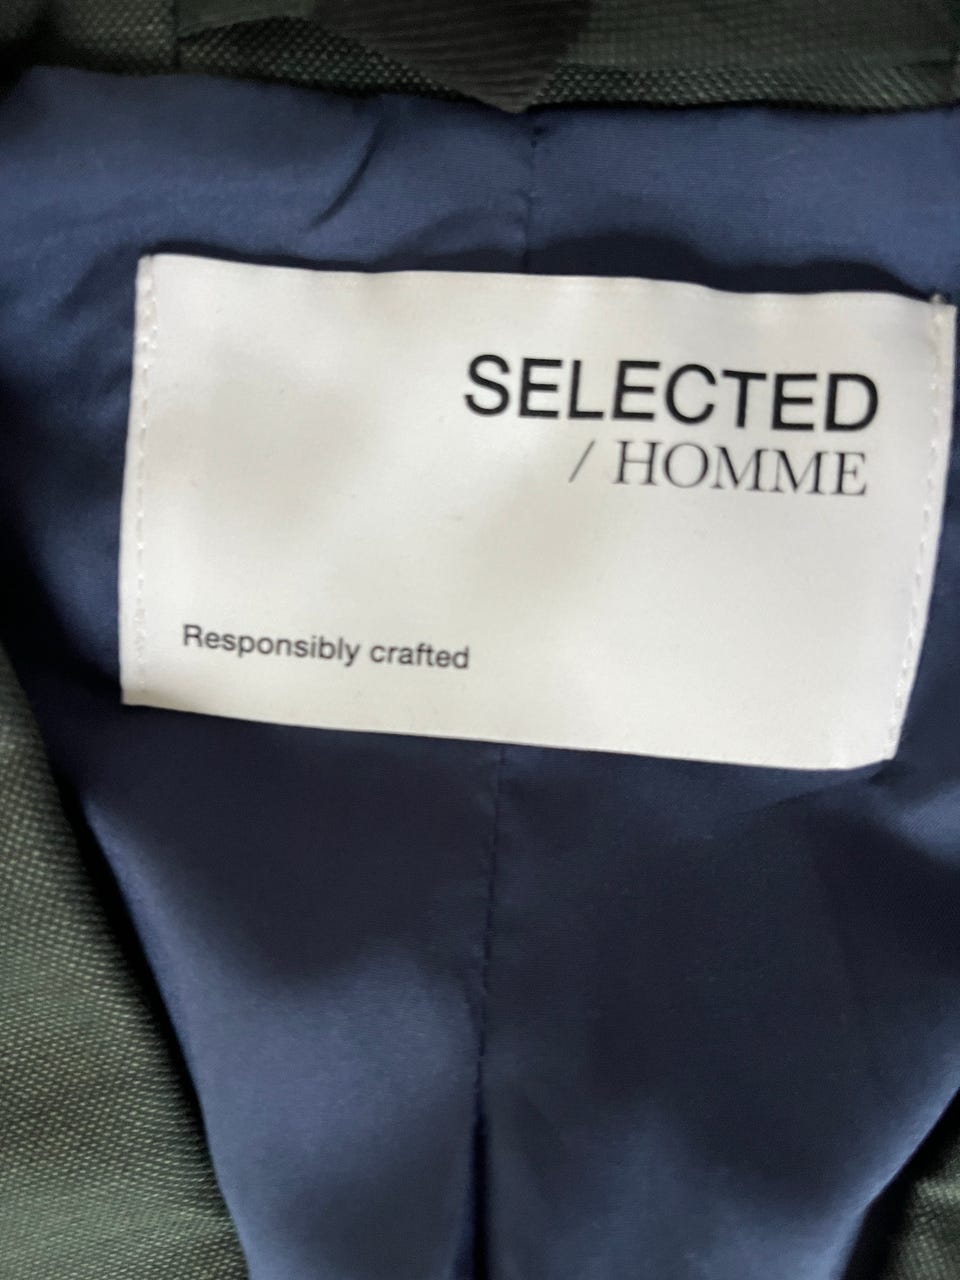 SELECTED
/ HOMME
Responsibly crafted